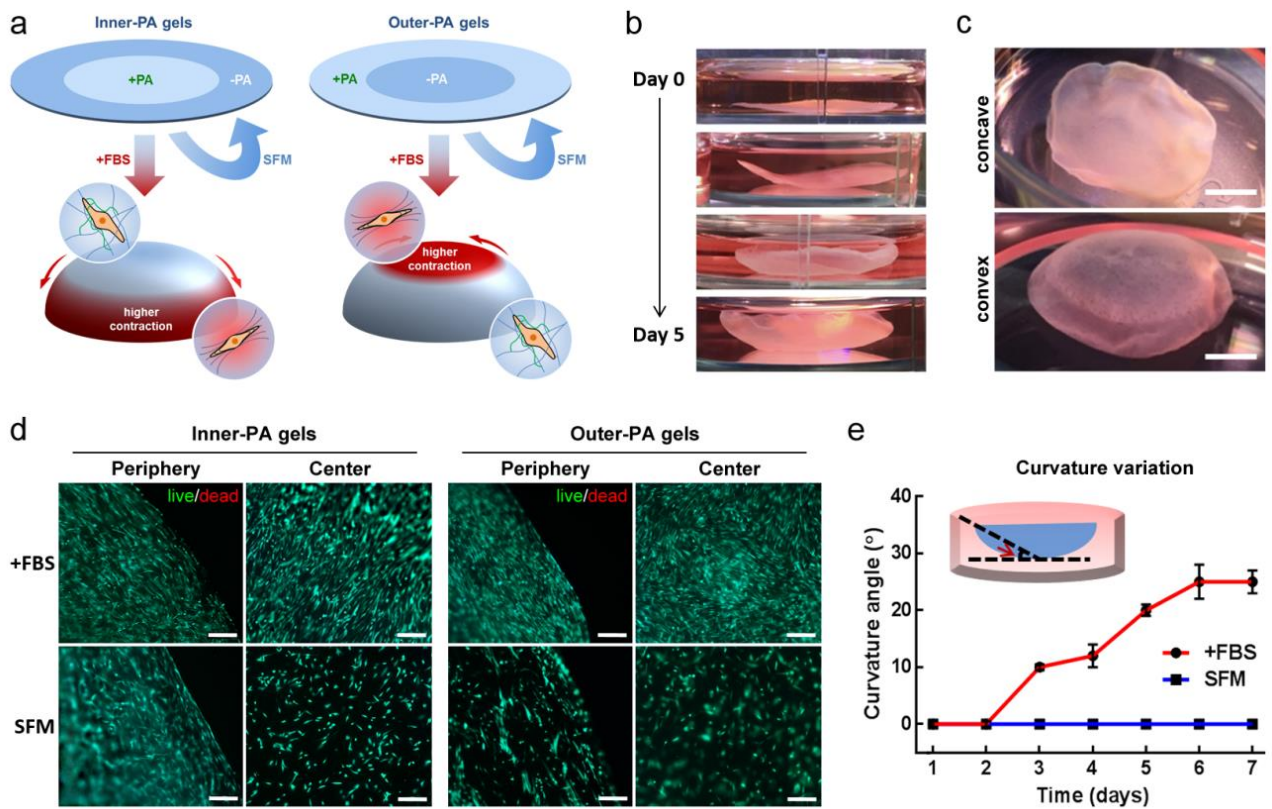 a
Inner-PA gels
Outer-PA gels
+PA
-PA
+PA
-PA
+FBS
SFM
+FBS
SFM
higher
contraction
higher
contraction
b
Day 0
Day 5
c
concave
convex
d
Inner-PA gels
Outer-PA gels
Periphery
Center
Periphery
Center
live/dead
live/dead
+FBS
SFM
e
Curvature variation
Curvature angle (°)
40
30
20
10
0
+FBS
SFM
1 2 3 4 5 6 7
Time (days)